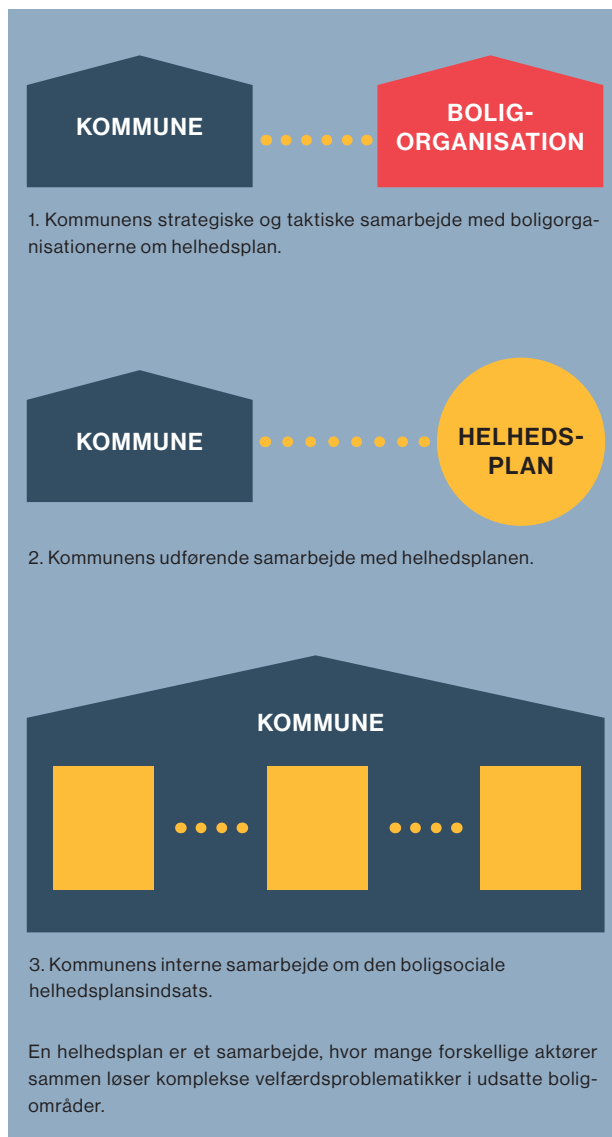 KOMMUNE
BOLIG-
ORGANISATION
1. Kommunens strategiske og taktiske samarbejde med boligorga-
nisationerne om helhedsplan.
KOMMUNE
HELHEDS-
PLAN
2. Kommunens udførende samarbejde med helhedsplanen.
KOMMUNE
3. Kommunens interne samarbejde om den boligsociale
helhedsplansindsats.
En helhedsplan er et samarbejde, hvor mange forskellige aktører
sammen løser komplekse velfærdsproblematikker i udsatte bolig-
områder.